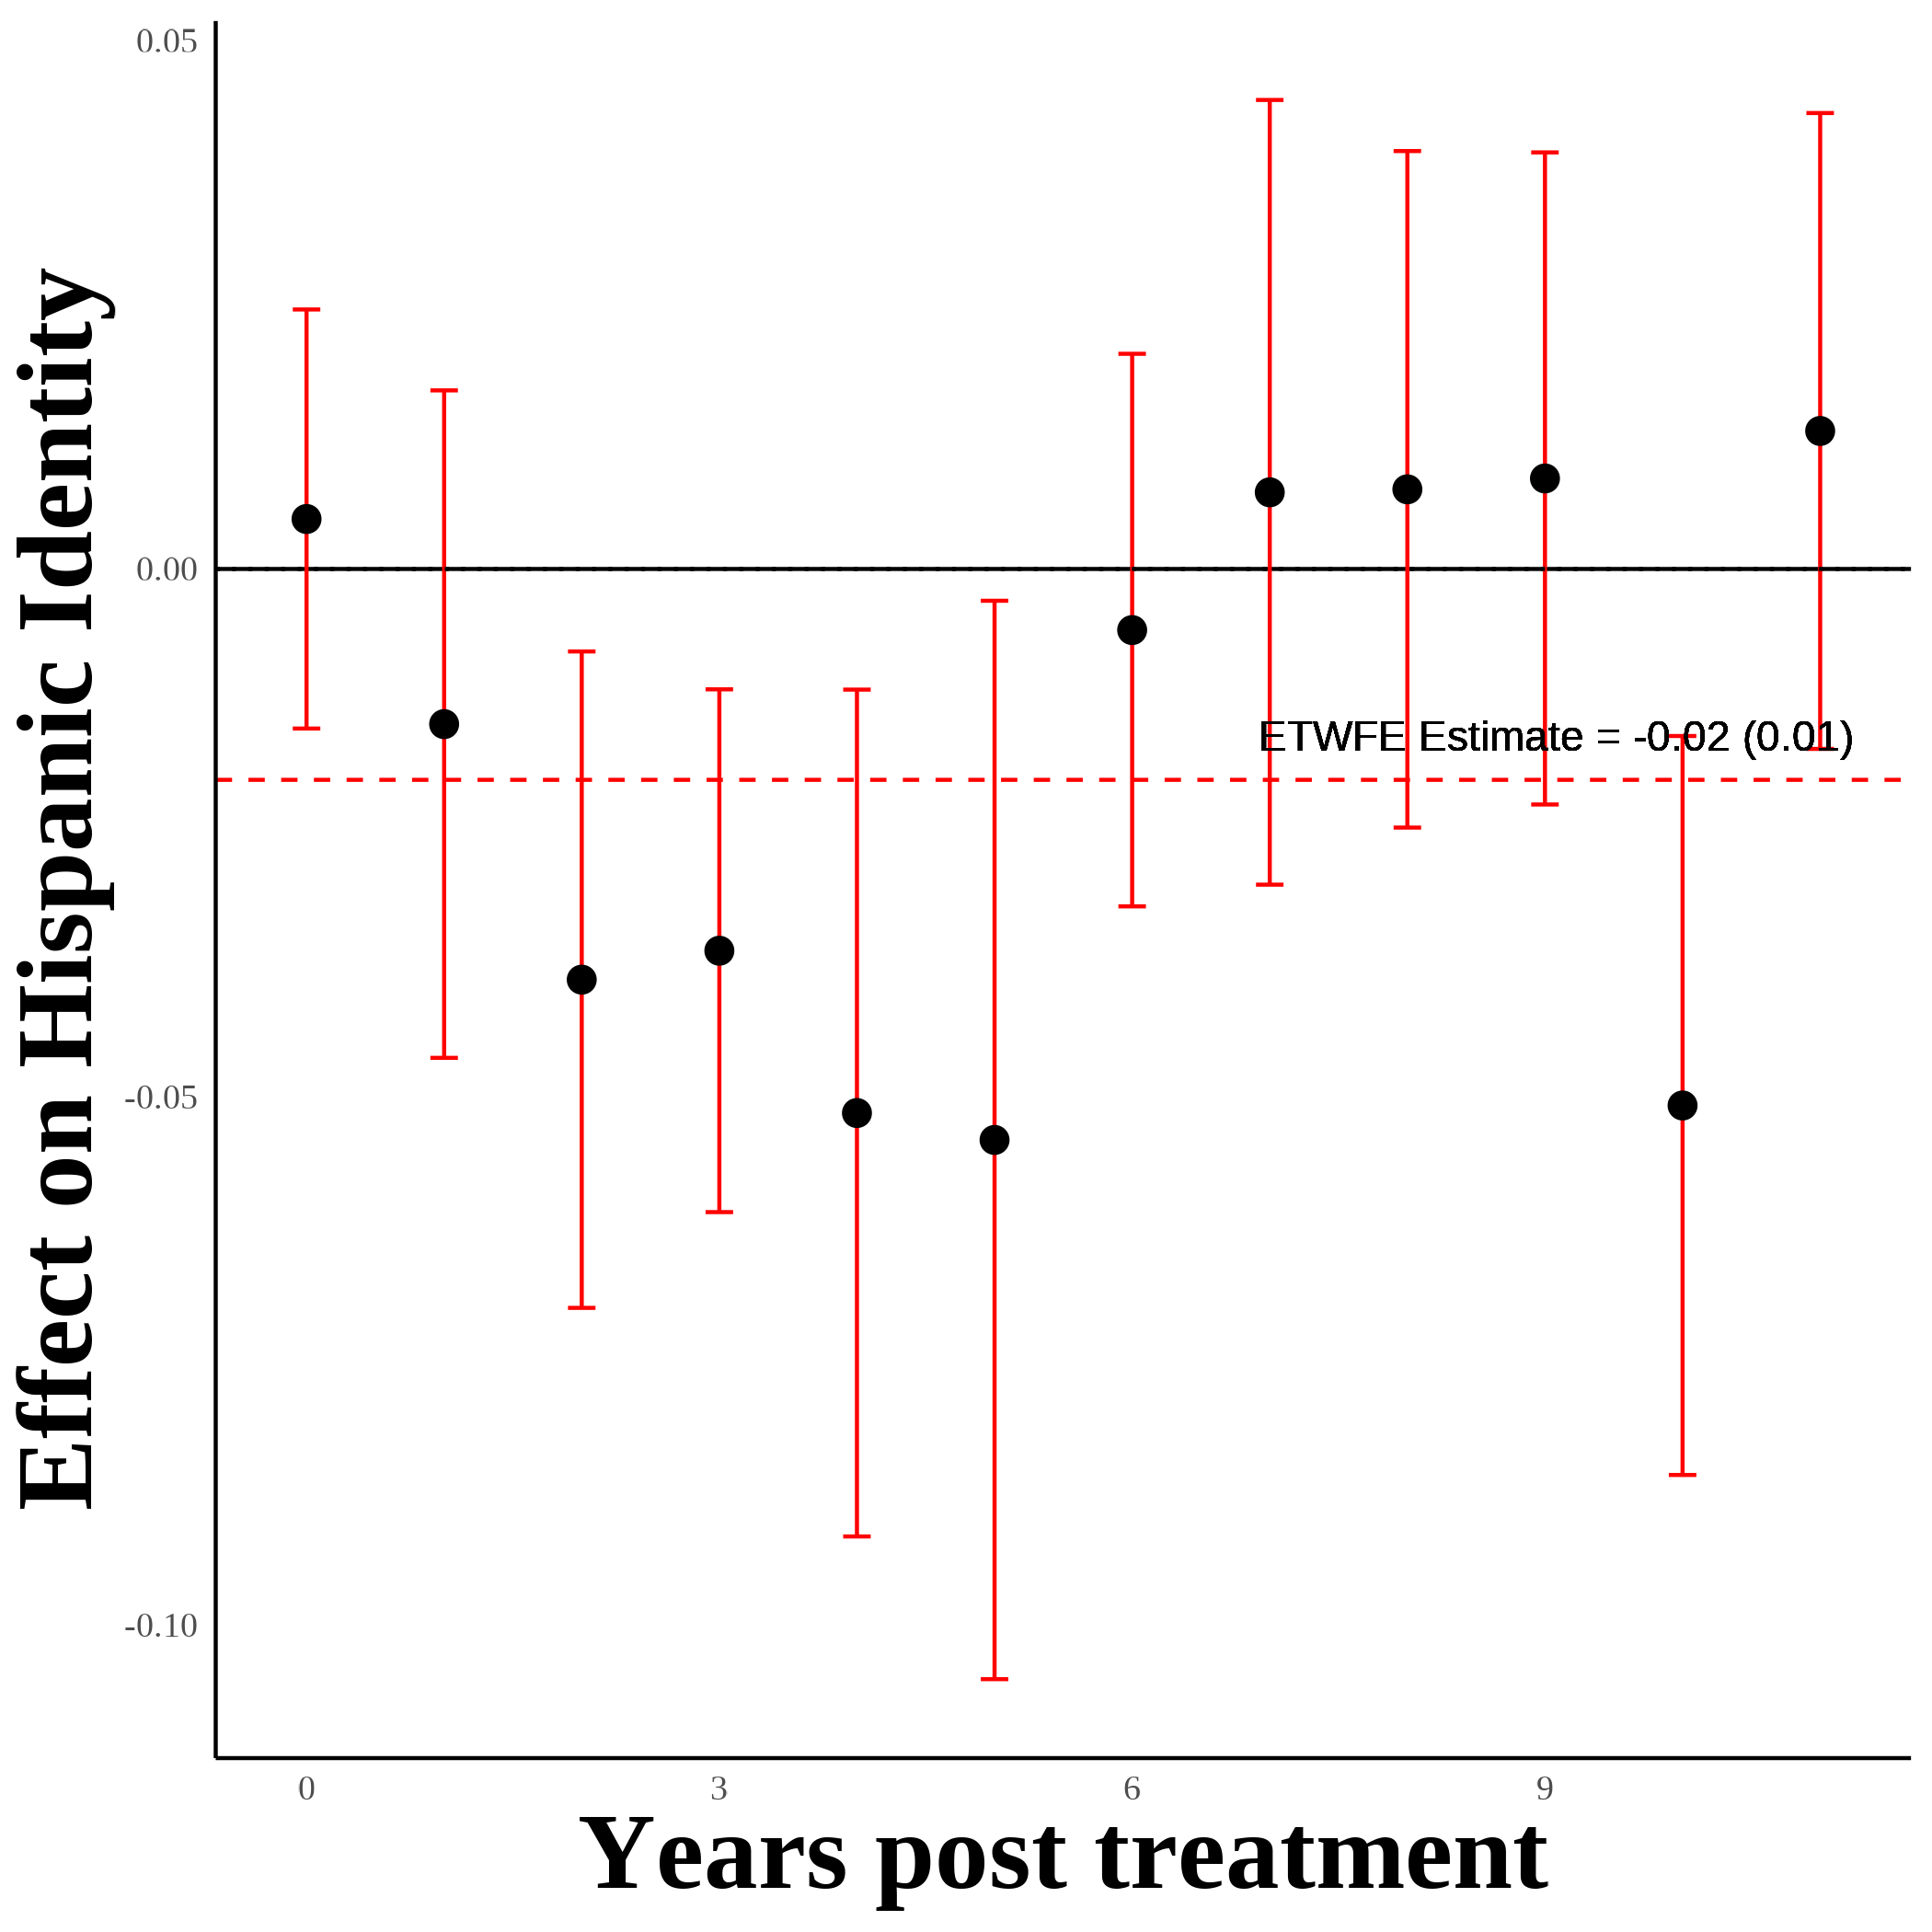 Effect on Hispanic Identity
0.05
0.00
-0.05
-0.10
ETWFE Estimate = -0.02 (0.01)
0
3
6
9
Years post treatment